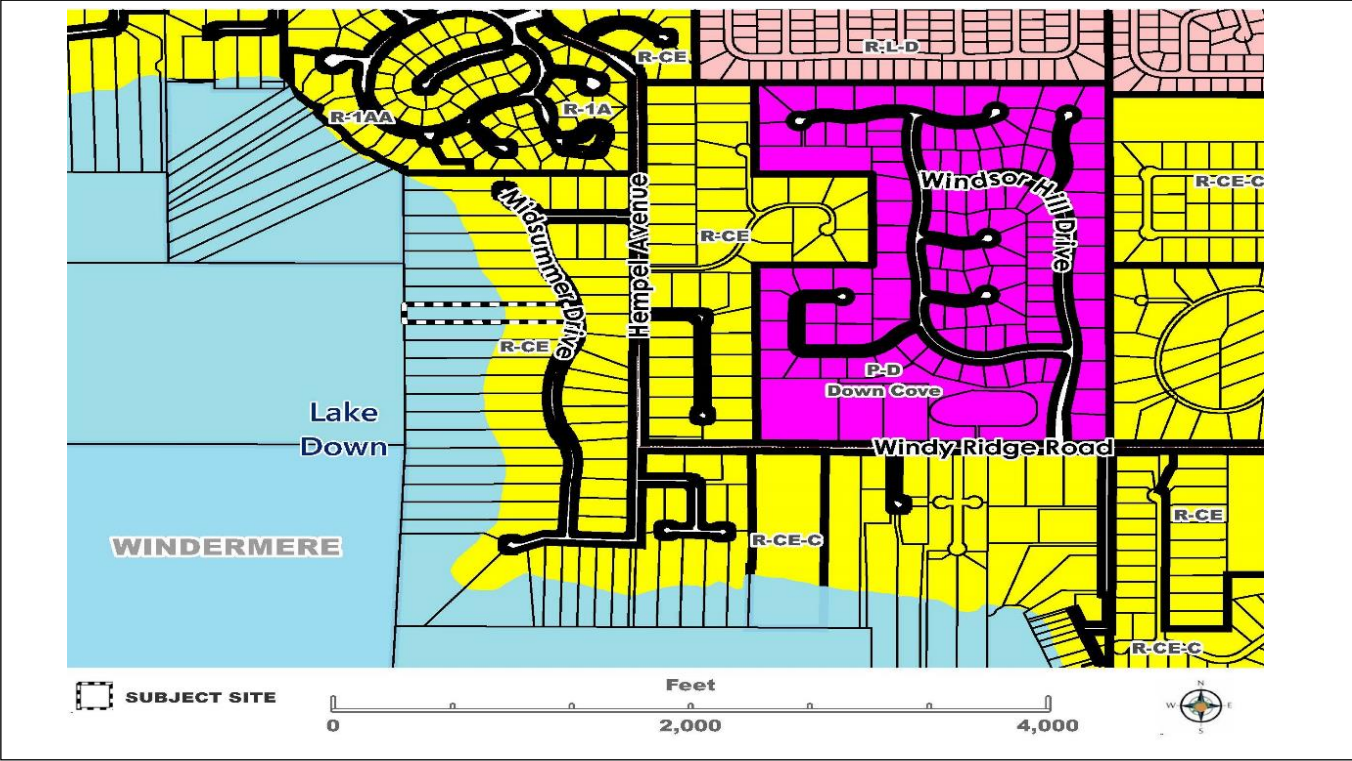 R-L-D
R-CE
R-1AA
R-1A
Windsor Hill Drive
R-CE-C
Midsummer Drive
Hempel Avenue
R-CE
R-CE
P-D
Down Cove
Lake
Down
Windy Ridge Road
WINDERMERE
R-CE-C
R-CE
R-CE-C
SUBJECT SITE
Feet
0
2,000
4,000
N
W
E
S